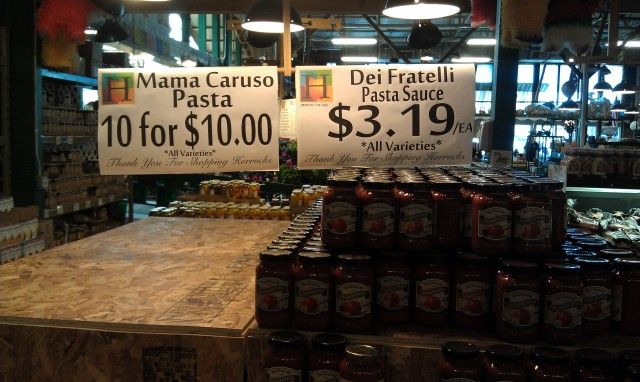 H
Mama Caruso
Pasta
10 for $10.00
*All Varieties*
Thank You For Shopping Horrocks
H
Dei Fratelli
Pasta Sauce
$3.19/EA
*All Varieties*
Thank You For Shopping Horrocks